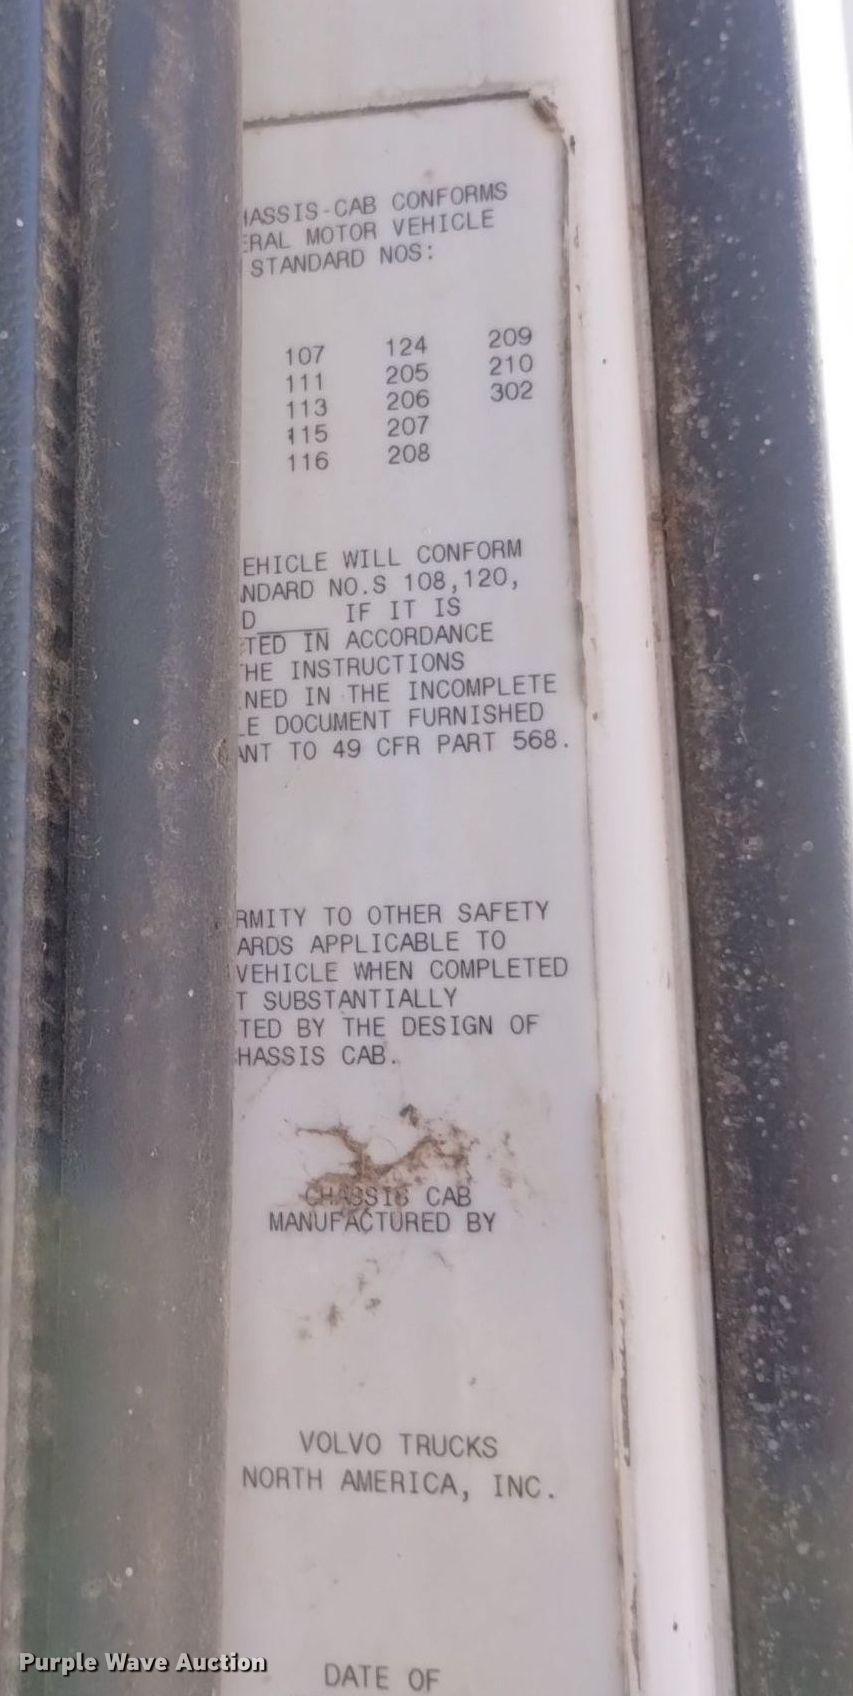 HASSIS-CAB CONFORMS
ERAL MOTOR VEHICLE
STANDARD NOS:
107 124 209
111 205 210
113 206 302
115 207
116 208
EHICLE WILL CONFORM
NDARD NO.S 108,120,
D_____ IF IT IS
TED IN ACCORDANCE
HE INSTRUCTIONS
NED IN THE INCOMPLETE
LE DOCUMENT FURNISHED
ANT TO 49 CFR PART 568.
RMITY TO OTHER SAFETY
ARDS APPLICABLE TO
VEHICLE WHEN COMPLETED
T SUBSTANTIALLY
TED BY THE DESIGN OF
HASSIS CAB.
CHASSIS CAB
MANUFACTURED BY
VOLVO TRUCKS
NORTH AMERICA, INC.
DATE OF
Purple Wave Auction